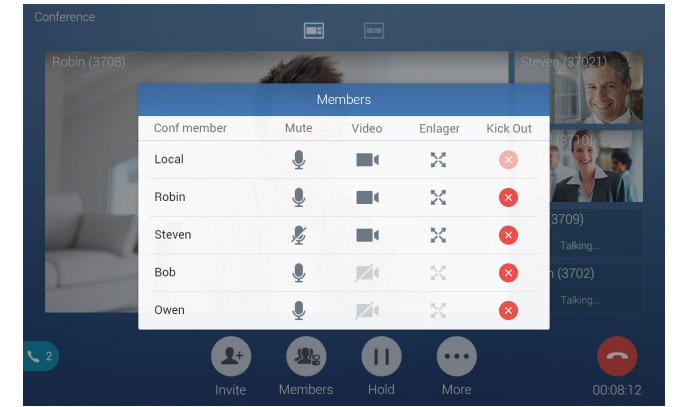 Conference
Robin (3708)
Steven (37021)
(3710)
Members
Conf member Mute Video Enlager Kick Out
Local
Robin
Steven
Bob
Owen
(3709)
Talking...
(3702)
Talking...
2
Invite Members Hold More 00:08:12